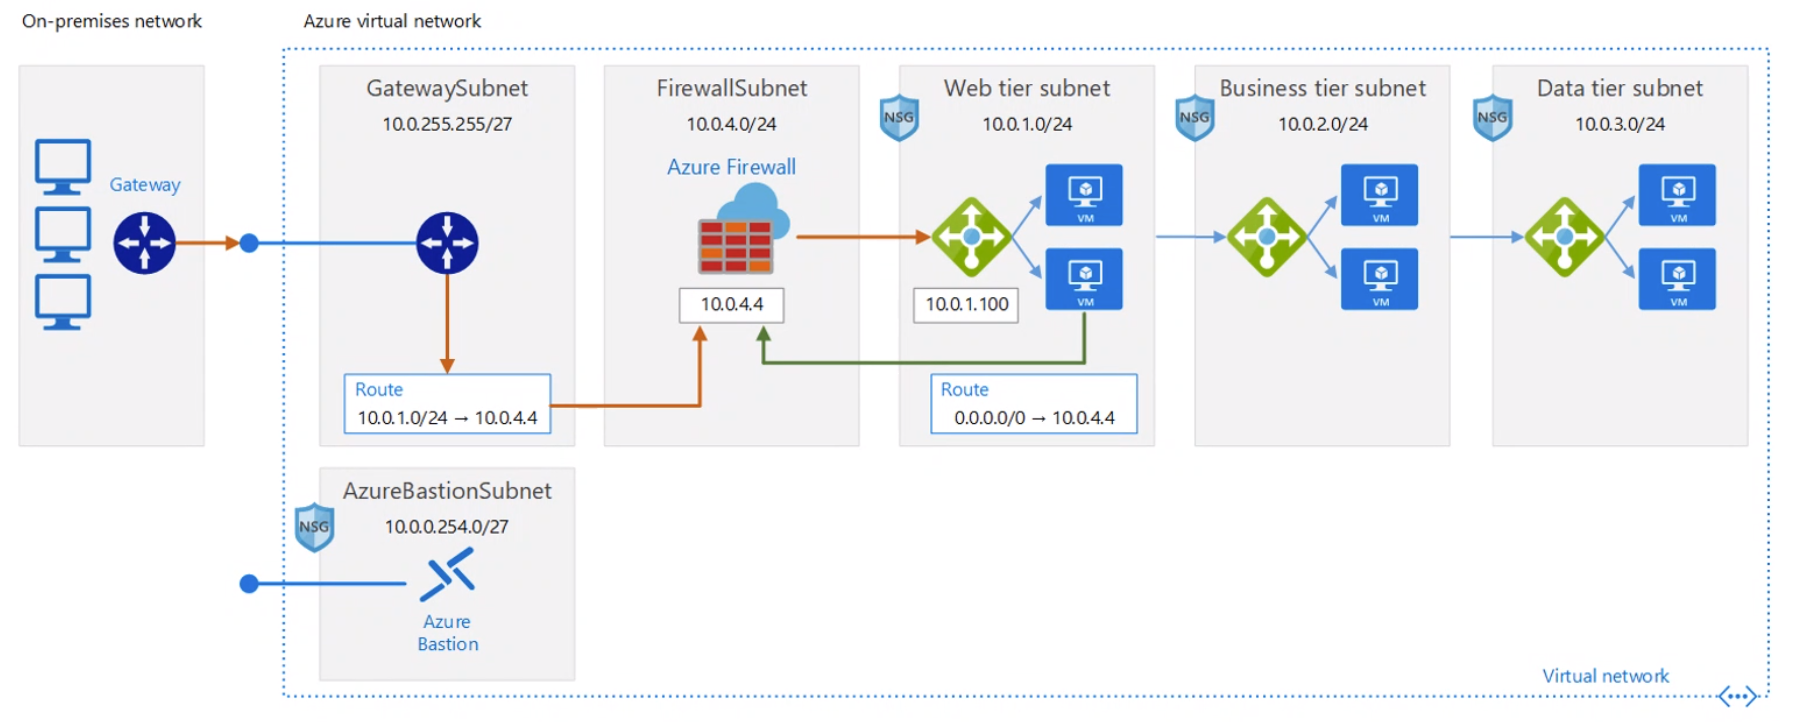 On-premises network
Azure virtual network
Gateway
GatewaySubnet
10.0.255.255/27
Route
10.0.1.0/24 → 10.0.4.4
FirewallSubnet
10.0.4.0/24
Azure Firewall
10.0.4.4
NSG
Web tier subnet
10.0.1.0/24
VM
VM
10.0.1.100
Route
0.0.0.0/0 → 10.0.4.4
NSG
Business tier subnet
10.0.2.0/24
VM
VM
NSG
Data tier subnet
10.0.3.0/24
VM
VM
AzureBastionSubnet
NSG
10.0.0.254.0/27
Azure
Bastion
Virtual network